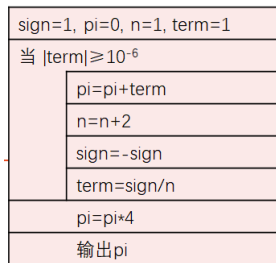 sign=1, pi=0, n=1, term=1
当 |term|≥10⁻⁶
pi=pi+term
n=n+2
sign=-sign
term=sign/n
pi=pi*4
输出pi